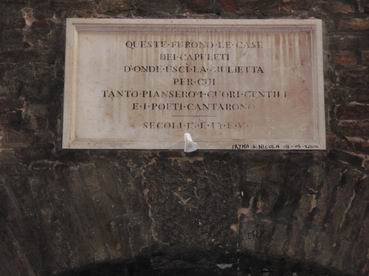 QUESTE·FURONO·LE·CASE
DEI·CAPULETI
D'ONDE·USCÌ·LA·GIULIETTA
PER·CUI
TANTO·PIANSERO·I·CUORI·GENTILI
E·I·POETI·CANTARONO
SECOLI
NICOLA